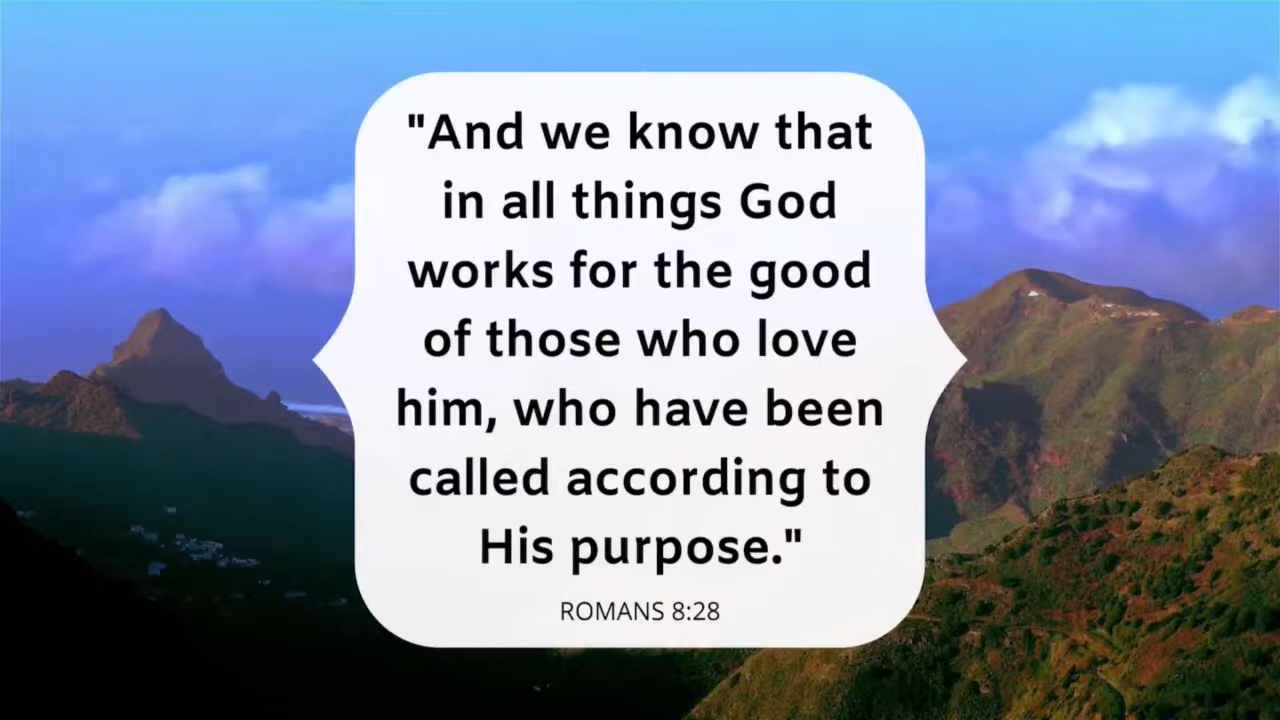 "And we know that
in all things God
works for the good
of those who love
him, who have been
called according to
His purpose."
ROMANS 8:28